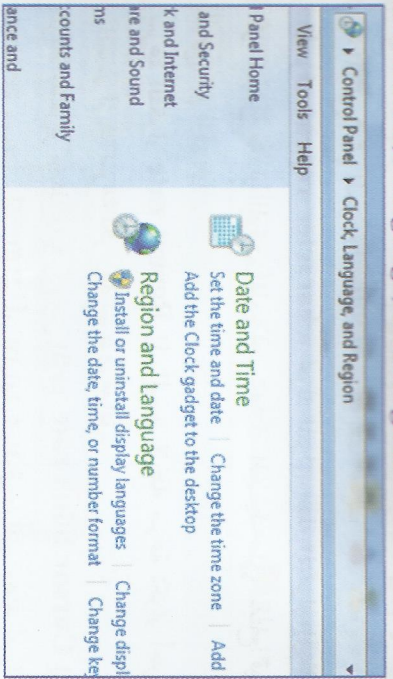 Control Panel ▸ Clock, Language, and Region
View Tools Help
l Panel Home
and Security
k and Internet
re and Sound
ms
counts and Family
ance and
Date and Time
Set the time and date | Change the time zone | Add
Add the Clock gadget to the desktop
Region and Language
Install or uninstall display languages | Change displ
Change the date, time, or number format | Change key